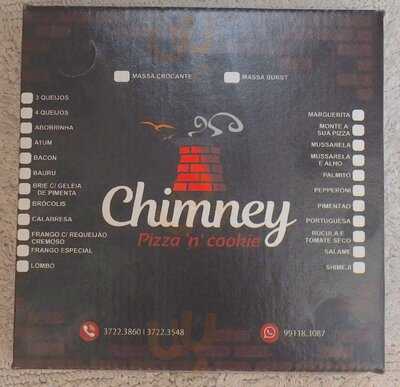 MASSA CROCANTE
MASSA BURST
3 QUEIJOS
4 QUEIJOS
ABOBRINHA
ATUM
BACON
BAURU
BRIE C/ GELÉIA
DE PIMENTA
BRÓCOLIS
CALABRESA
FRANGO C/ REQUEIJÃO
CREMOSO
FRANGO ESPECIAL
LOMBO
MARGUERITA
MONTE A
SUA PIZZA
MUSSARELA
MUSSARELA
E ALHO
PALMITO
PEPPERONI
PIMENTÃO
PORTUGUESA
RÚCULA E
TOMATE SECO
SALAME
SHIMEJI
Chimney
Pizza 'n' cookie
3722.3860 | 3722.3548
99118.3087